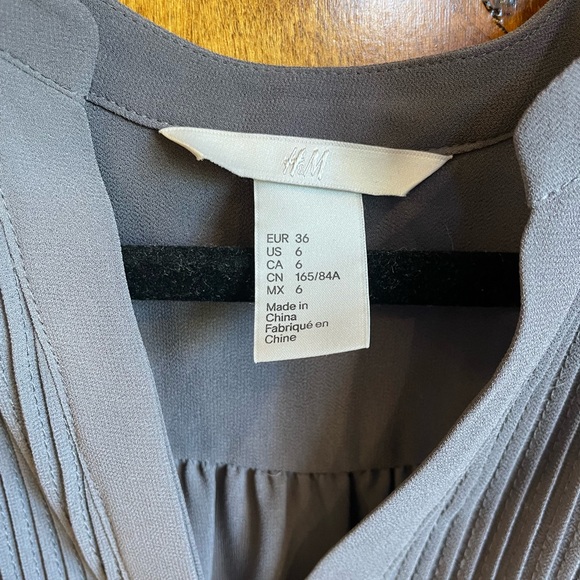 H&M
EUR 36
US 6
CA 6
CN 165/84A
MX 6
Made in
China
Fabriqué en
Chine